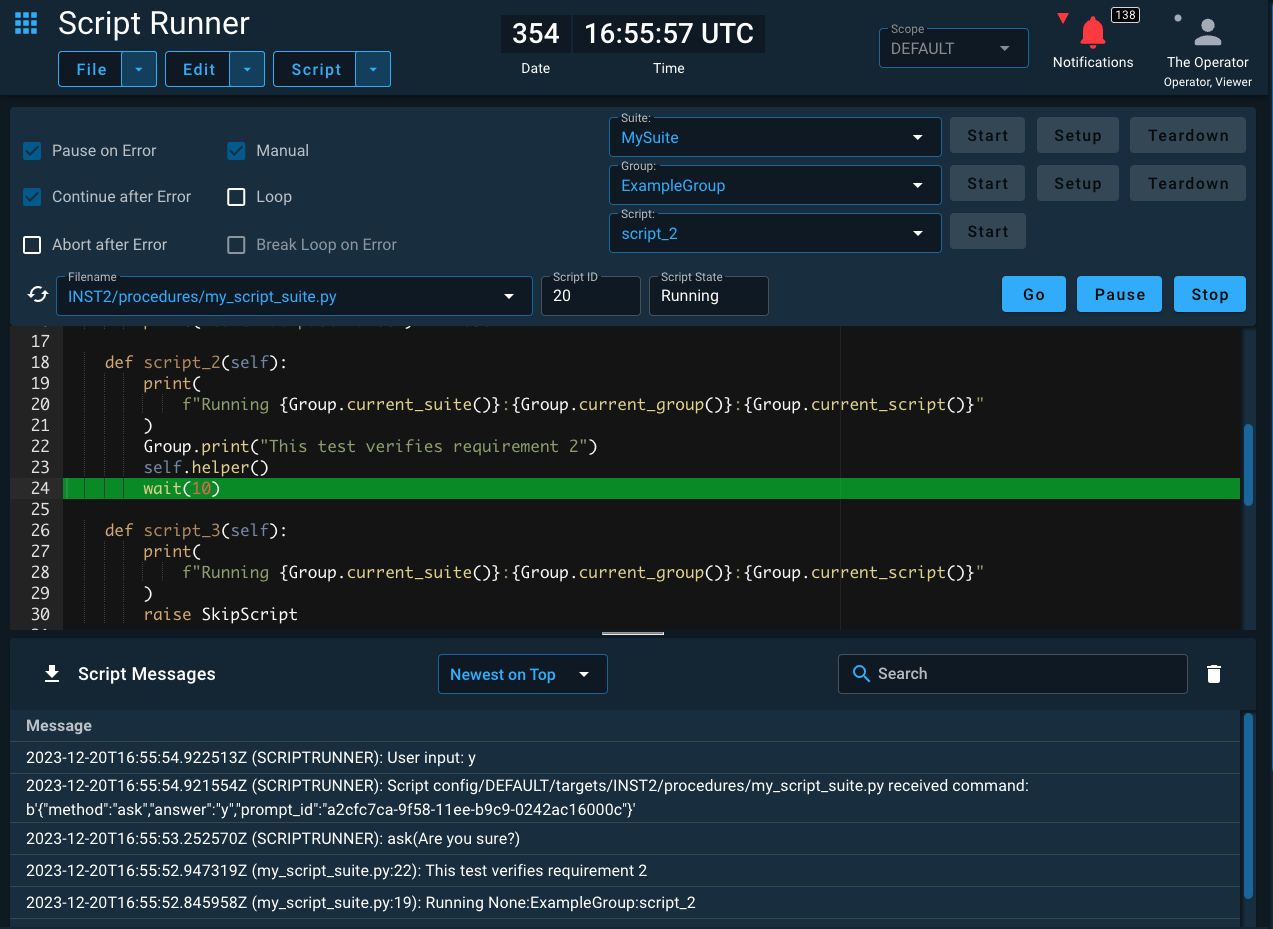 Script Runner
File
Edit
Script
354
16:55:57 UTC
Date
Time
Scope
DEFAULT
138
Notifications
The Operator
Operator, Viewer
Pause on Error
Manual
Continue after Error
Loop
Abort after Error
Break Loop on Error
Suite:
MySuite
Start
Setup
Teardown
Group:
ExampleGroup
Start
Setup
Teardown
Script:
script_2
Start
Filename
INST2/procedures/my_script_suite.py
Script ID
20
Script State
Running
Go
Pause
Stop
17
18 def script_2(self):
19 print(
20 f"Running {Group.current_suite()}:{Group.current_group()}:{Group.current_script()}"
21 )
22 Group.print("This test verifies requirement 2")
23 self.helper()
24 wait(10)
25
26 def script_3(self):
27 print(
28 f"Running {Group.current_suite()}:{Group.current_group()}:{Group.current_script()}"
29 )
30 raise SkipScript
Script Messages
Newest on Top
Search
Message
2023-12-20T16:55:54.922513Z (SCRIPTRUNNER): User input: y
2023-12-20T16:55:54.921554Z (SCRIPTRUNNER): Script config/DEFAULT/targets/INST2/procedures/my_script_suite.py received command:
b'{"method":"ask","answer":"y","prompt_id":"a2cfc7ca-9f58-11ee-b9c9-0242ac16000c"}'
2023-12-20T16:55:53.252570Z (SCRIPTRUNNER): ask(Are you sure?)
2023-12-20T16:55:52.947319Z (my_script_suite.py:22): This test verifies requirement 2
2023-12-20T16:55:52.845958Z (my_script_suite.py:19): Running None:ExampleGroup:script_2